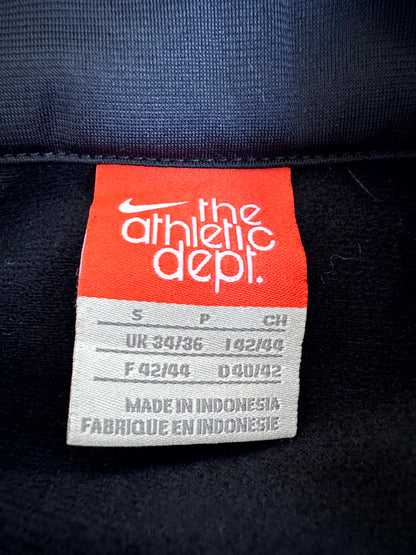 the
athletic
dept.
S P CH
UK 34/36 I 42/44
F 42/44 D 40/42
MADE IN INDONESIA
FABRIQUE EN INDONESIE